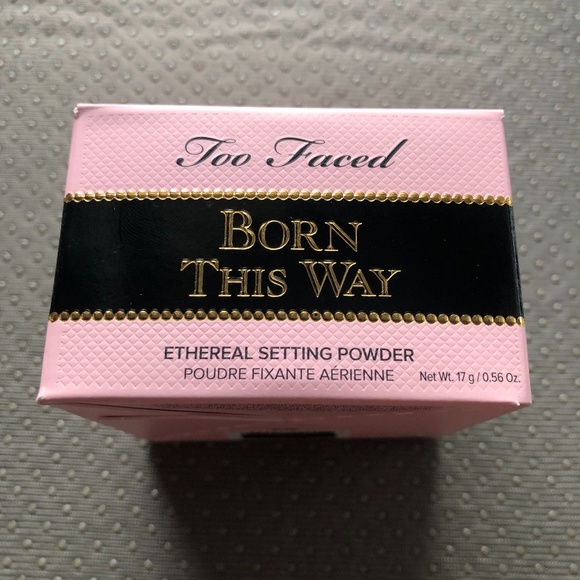 Too Faced
BORN
THIS WAY
ETHEREAL SETTING POWDER
POUDRE FIXANTE AÉRIENNE Net Wt. 17 g / 0.56 Oz.